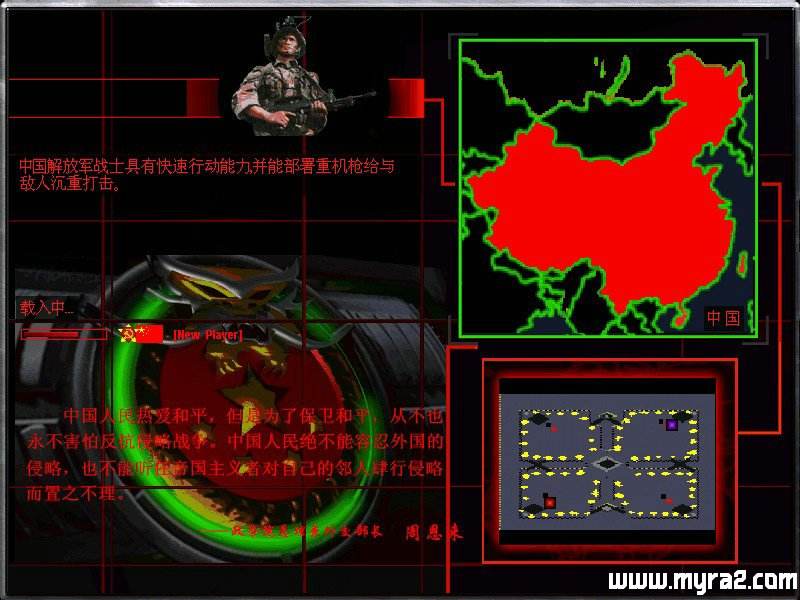 中国解放军战士具有快速行动能力并能部署重机枪给与
敌人沉重打击。
中国
载入中...
[New Player]
中国人民热爱和平，但是为了保卫和平，从不也
永不害怕反抗侵略战争。中国人民绝不能容忍外国的
侵略，也不能听任帝国主义者对自己的邻人肆行侵略
而置之不理。
周恩来
www.myra2.com